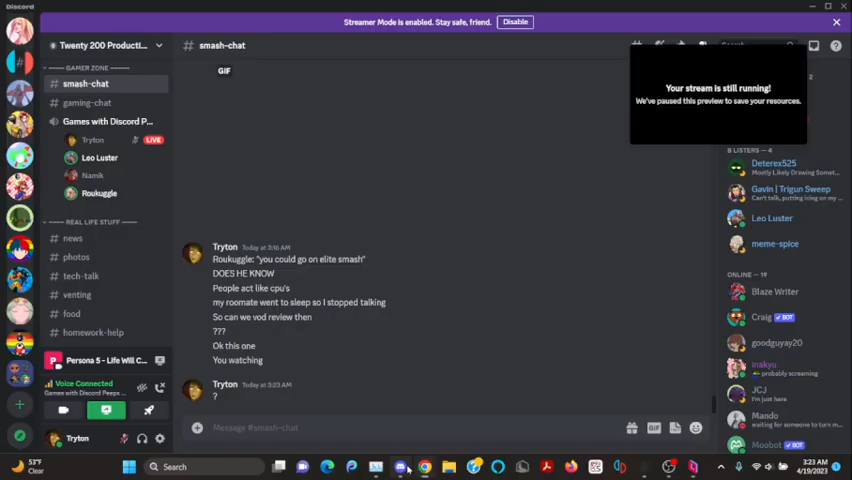 Discord
Streamer Mode is enabled. Stay safe, friend. Disable
Twenty 200 Producti...
# smash-chat
Search
GAMER ZONE
# smash-chat
# gaming-chat
Games with Discord P...
Tryton LIVE
Leo Luster
Namik
Roukuggle
REAL LIFE STUFF
# news
# photos
# tech-talk
# venting
# food
# homework-help
Persona 5 - Life Will C...
Voice Connected
Games with Discord Peeps ...
Tryton
GIF
Tryton Today at 3:16 AM
Roukuggle: "you could go on elite smash"
DOES HE KNOW
People act like cpu's
my roomate went to sleep so I stopped talking
So can we vod review then
???
Ok this one
You watching
Tryton Today at 3:23 AM
?
Message #smash-chat
GIF
Your stream is still running!
We've paused this preview to save your resources.
2
B LISTERS — 4
Deterex525
Mostly Likely Drawing Somet...
Gavin | Trigun Sweep
Can't talk, putting icing on my ...
Leo Luster
meme-spice
ONLINE — 19
Blaze Writer
Craig ✓ BOT
goodguyay20
inakyu
probably screaming
JCJ
I'm just here
Mando
waiting for someone to mart...
Moobot ✓ BOT
53°F
Clear
Search
3:23 AM
4/19/2023